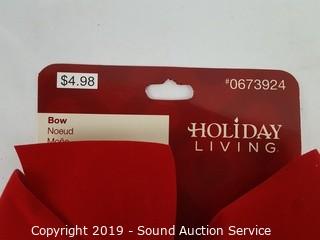 $4.98
#0673924
Bow
Noeud
HOLIDAY
LIVING
Copyright 2019 - Sound Auction Service